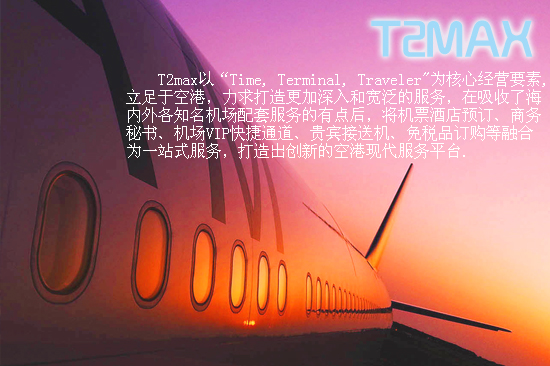 T2MAX
T2max以“Time, Terminal, Traveler"为核心经营要素,
立足于空港，力求打造更加深入和宽泛的服务，在吸收了海
内外各知名机场配套服务的有点后，将机票酒店预订、商务
秘书、机场VIP快捷通道、贵宾接送机、免税品订购等融合
为一站式服务，打造出创新的空港现代服务平台.